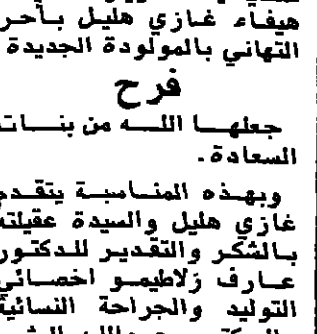 هيفاء غازي هليل بأحر
التهاني بالمولودة الجديدة
فرح
جعلها الله من بنات
السعادة.
وبهذه المناسبة يتقدم
غازي هليل والسيدة عقيلته
بالشكر والتقدير للدكتور
عارف زلاطيمو اخصائي
التوليد والجراحة النسائية